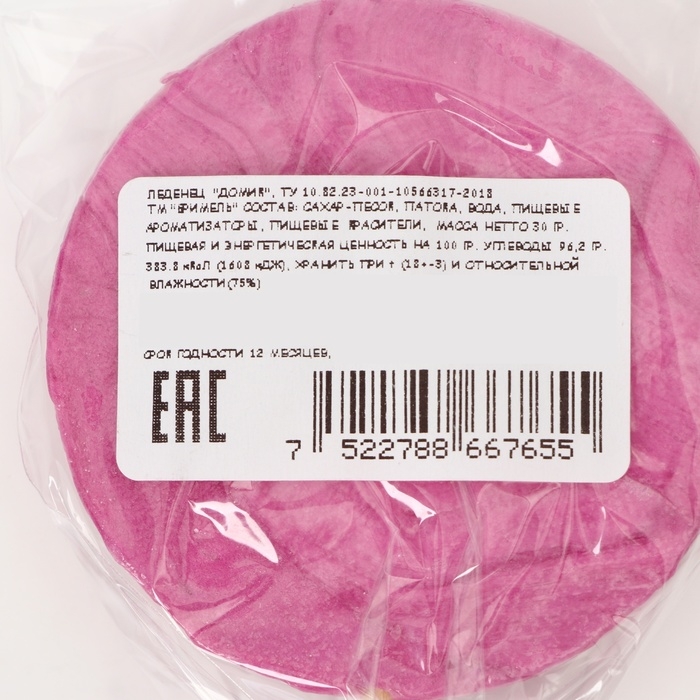 ЛЕДЕНЕЦ "ДОМИК", ТУ 10.82.23-001-10566317-2018
ТМ "ЯРИМЕЛЬ" СОСТАВ: САХАР-ПЕСОК, ПАТОКА, ВОДА, ПИЩЕВЫЕ
АРОМАТИЗАТОРЫ, ПИЩЕВЫЕ КРАСИТЕЛИ, МАССА НЕТТО 30 ГР.
ПИЩЕВАЯ И ЭНЕРГЕТИЧЕСКАЯ ЦЕННОСТЬ НА 100 ГР. УГЛЕВОДЫ 96,2 ГР.
383.8 кКаЛ (1608 кДЖ), ХРАНИТЬ ПРИ t (18+-3) И ОТНОСИТЕЛЬНОЙ
ВЛАЖНОСТИ(75%)
СРОК ГОДНОСТИ 12 МЕСЯЦЕВ,
EAC
7 522788 667655